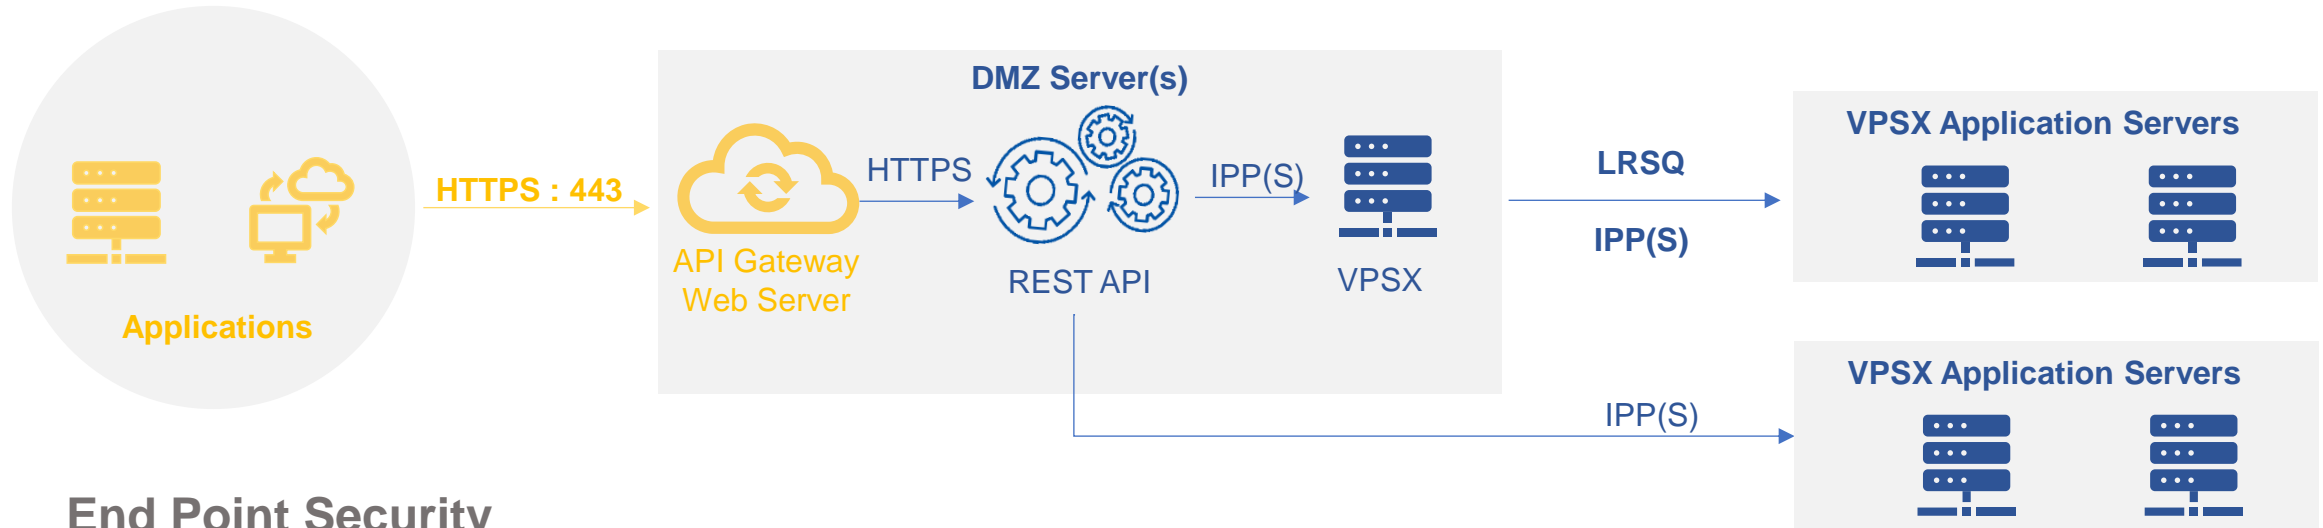 DMZ Server(s)
VPSX Application Servers
HTTPS : 443
HTTPS
IPP(S)
LRSQ
IPP(S)
API Gateway
Web Server
REST API
VPSX
Applications
VPSX Application Servers
IPP(S)
End Point Security